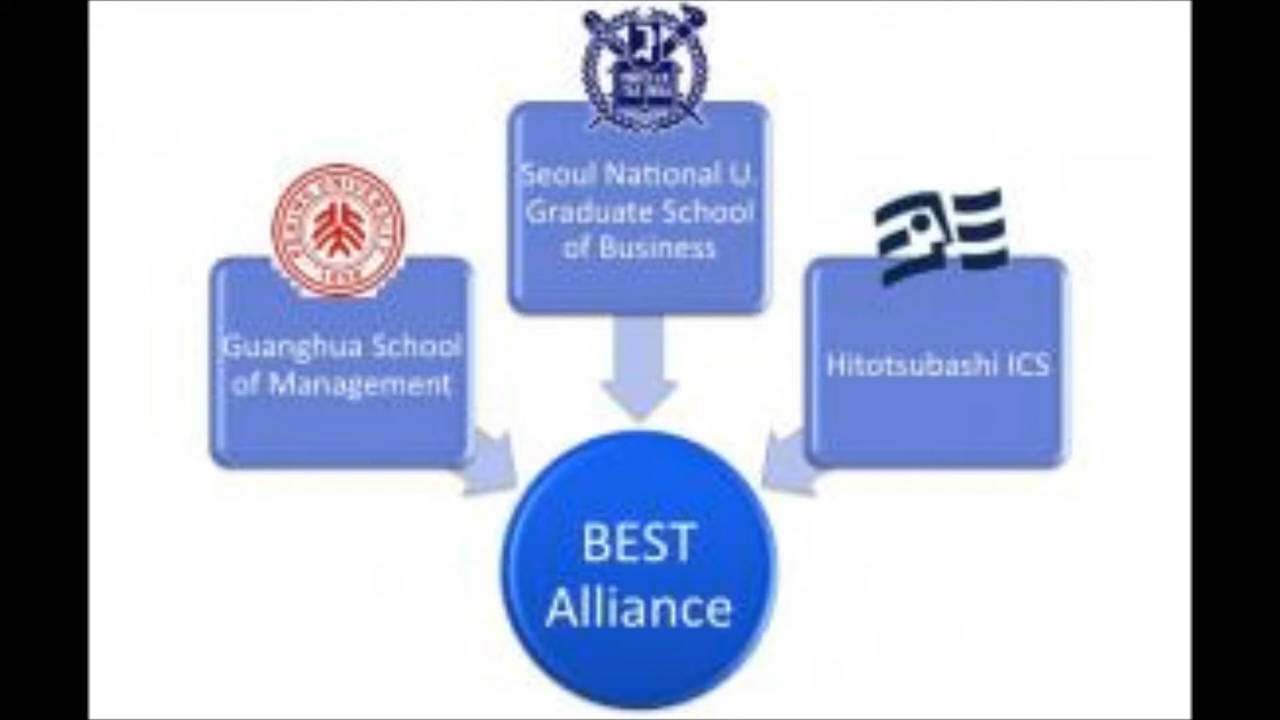 Seoul National U.
Graduate School
of Business
Guanghua School
of Management
Hitotsubashi ICS
BEST
Alliance